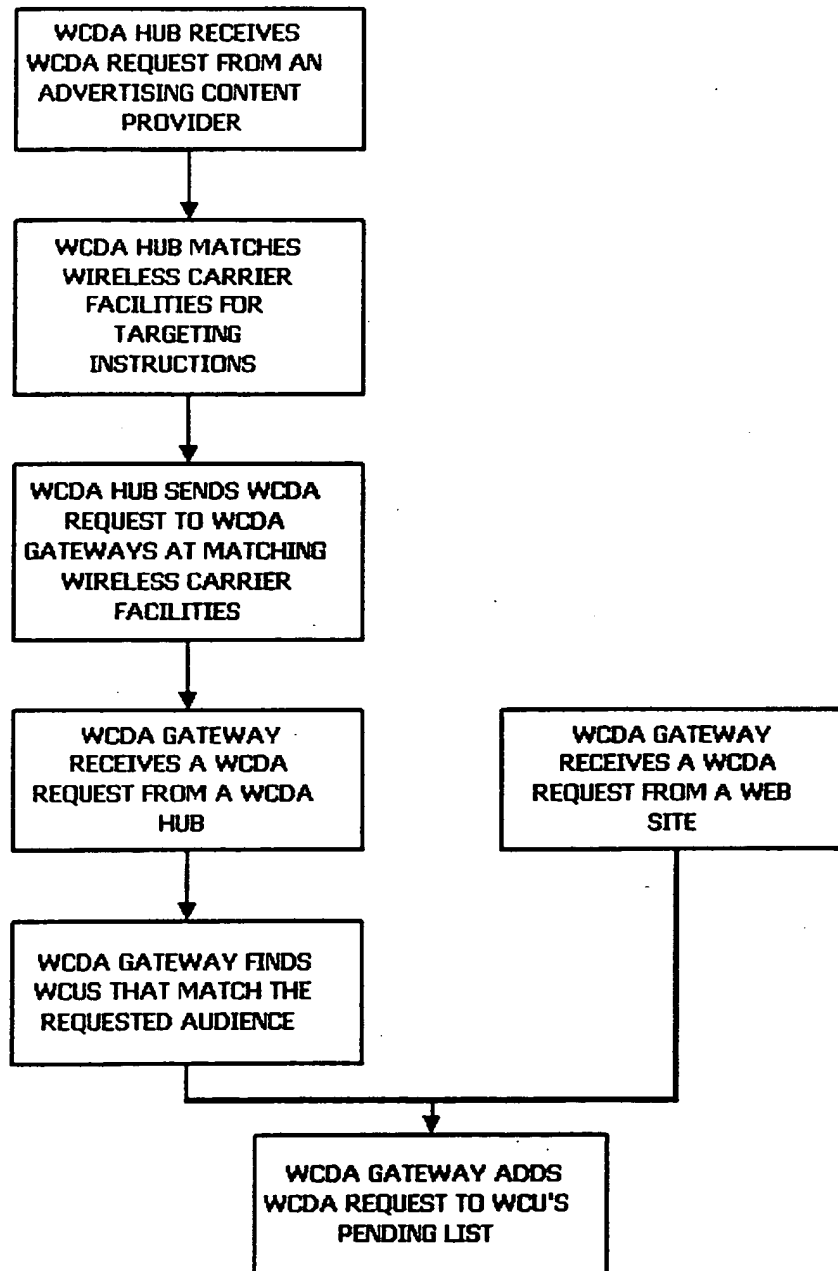 WCDA HUB RECEIVES
WCDA REQUEST FROM AN
ADVERTISING CONTENT
PROVIDER
WCDA HUB MATCHES
WIRELESS CARRIER
FACILITIES FOR
TARGETING
INSTRUCTIONS
WCDA HUB SENDS WCDA
REQUEST TO WCDA
GATEWAYS AT MATCHING
WIRELESS CARRIER
FACILITIES
WCDA GATEWAY
RECEIVES A WCDA
REQUEST FROM A WCDA
HUB
WCDA GATEWAY
RECEIVES A WCDA
REQUEST FROM A WEB
SITE
WCDA GATEWAY FINDS
WCUS THAT MATCH THE
REQUESTED AUDIENCE
WCDA GATEWAY ADDS
WCDA REQUEST TO WCU'S
PENDING LIST